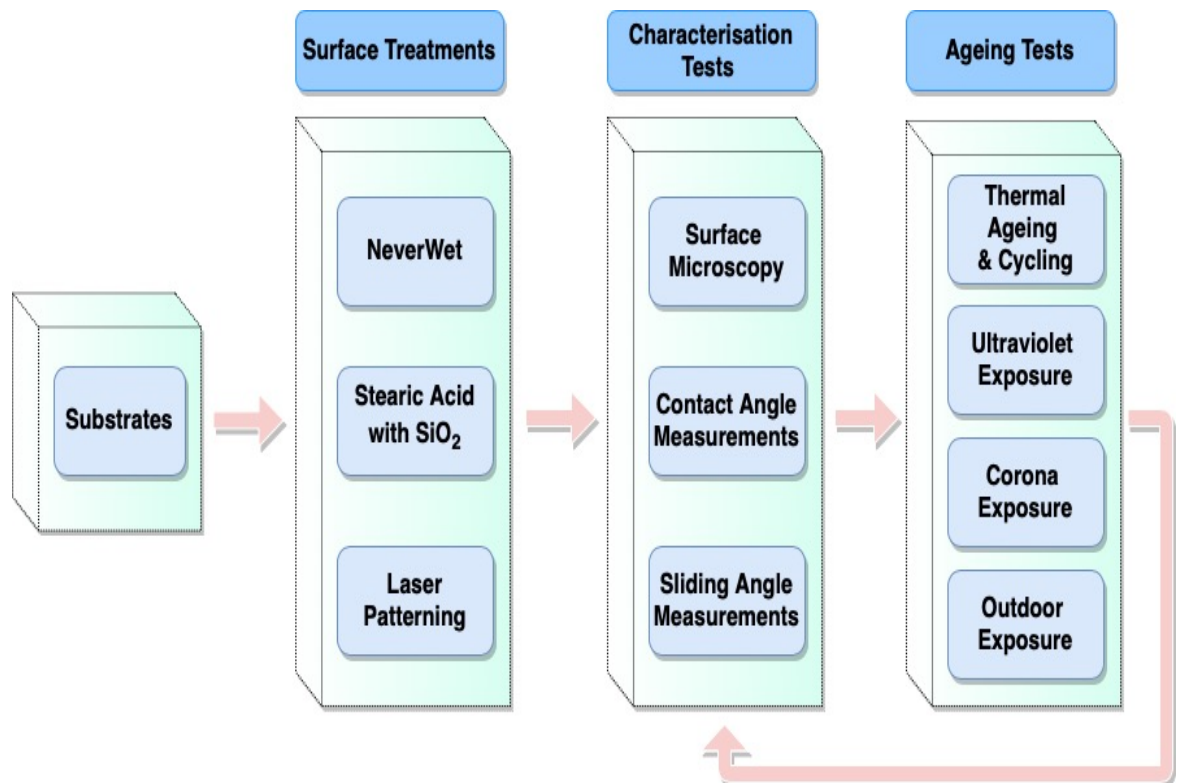 Surface Treatments
Characterisation
Tests
Ageing Tests
Substrates
NeverWet
Stearic Acid
with SiO₂
Laser
Patterning
Surface
Microscopy
Contact Angle
Measurements
Sliding Angle
Measurements
Thermal
Ageing
& Cycling
Ultraviolet
Exposure
Corona
Exposure
Outdoor
Exposure